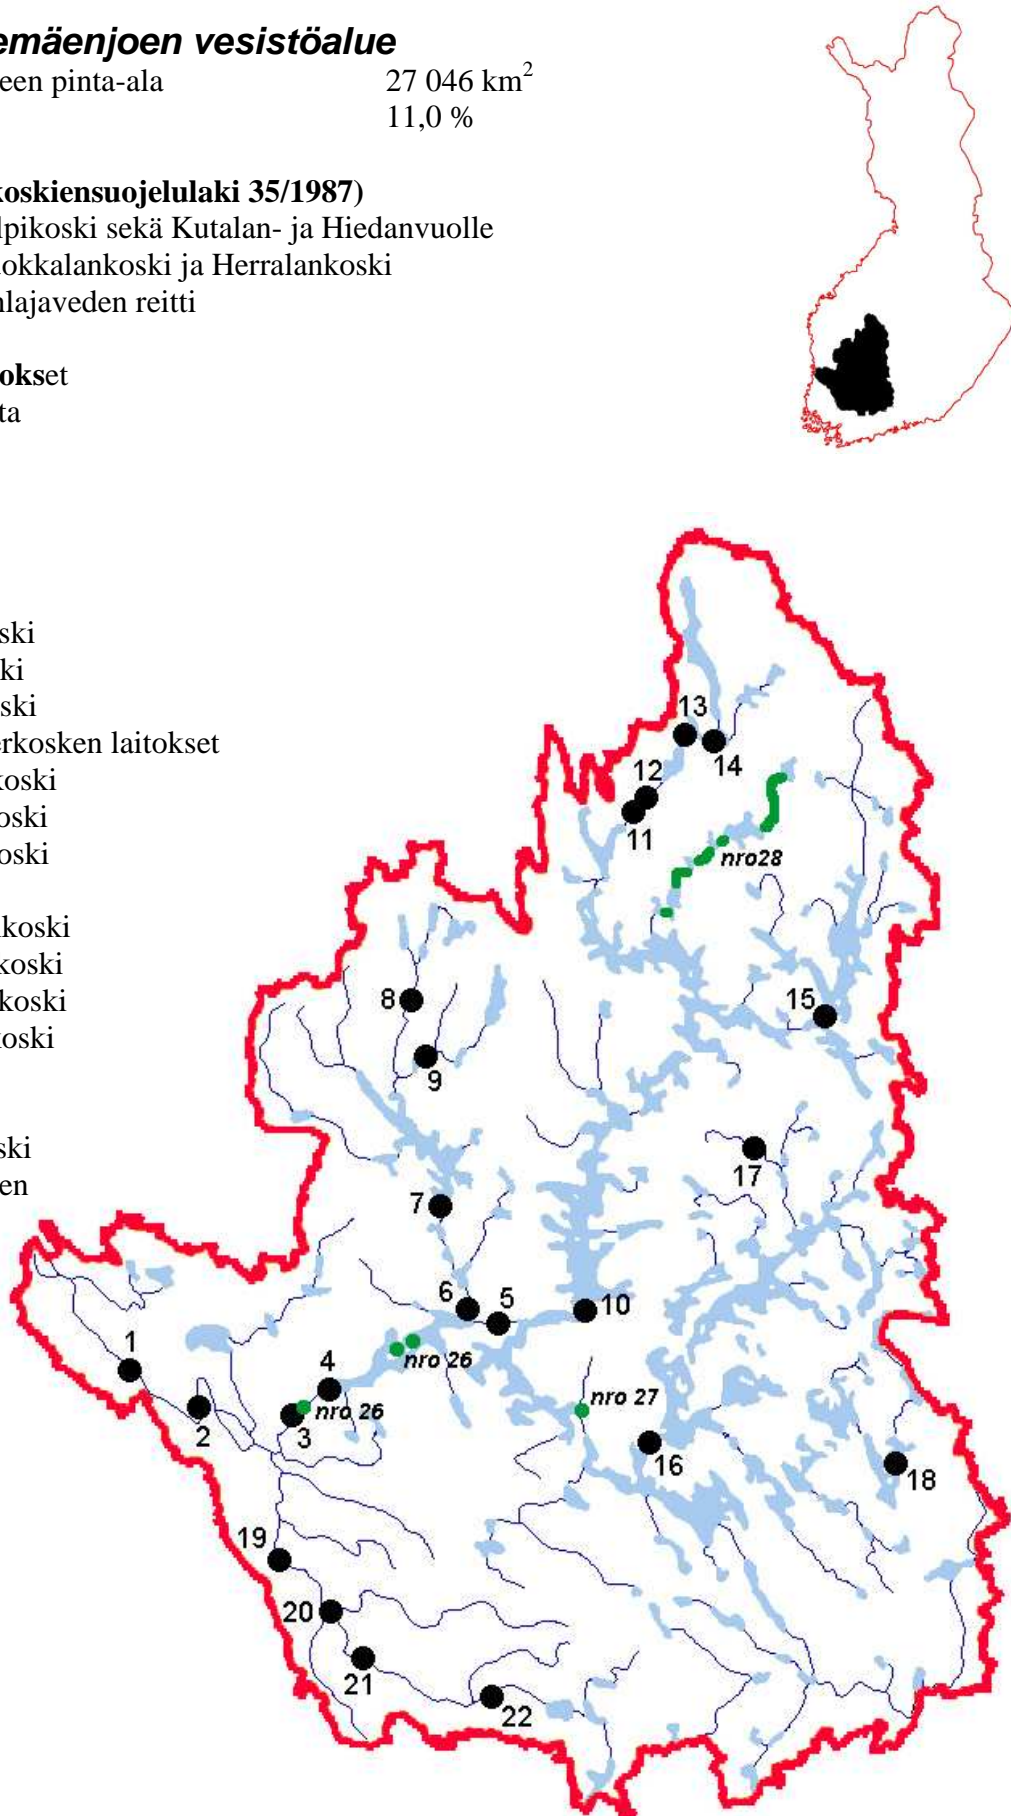 emäenjoen vesistöalue
een pinta-ala 27 046 km²
11,0 %
koskiensuojelulaki 35/1987)
lpikoski sekä Kutalan- ja Hiedanvuolle
okkalankoski ja Herralankoski
nlajaveden reitti
okset
ta
ski
ki
ski
erkosken laitokset
koski
oski
oski
koski
koski
koski
oski
ski
en
13
14
12
11
nro28
15
8
9
17
7
6
5
10
nro 26
1
4
2
3
nro 26
nro 27
16
18
19
20
21
22